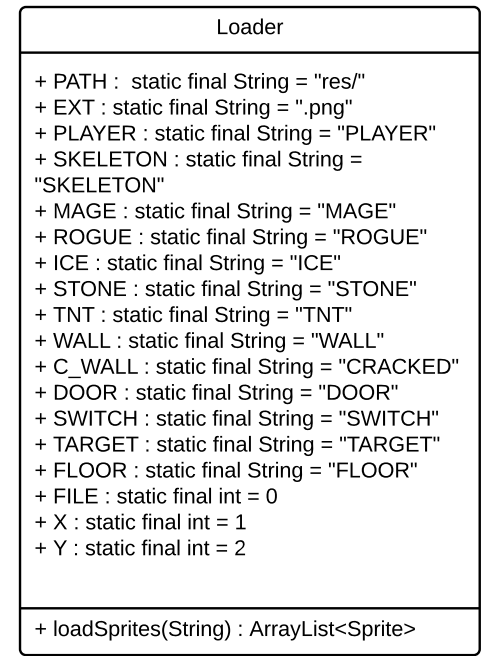 Loader
+ PATH :  static final String = "res/"
+ EXT : static final String = ".png"
+ PLAYER : static final String = "PLAYER"
+ SKELETON : static final String =
"SKELETON"
+ MAGE : static final String = "MAGE"
+ ROGUE : static final String = "ROGUE"
+ ICE : static final String = "ICE"
+ STONE : static final String = "STONE"
+ TNT : static final String = "TNT"
+ WALL : static final String = "WALL"
+ C_WALL : static final String = "CRACKED"
+ DOOR : static final String = "DOOR"
+ SWITCH : static final String = "SWITCH"
+ TARGET : static final String = "TARGET"
+ FLOOR : static final String = "FLOOR"
+ FILE : static final int = 0
+ X : static final int = 1
+ Y : static final int = 2
+ loadSprites(String) : ArrayList<Sprite>